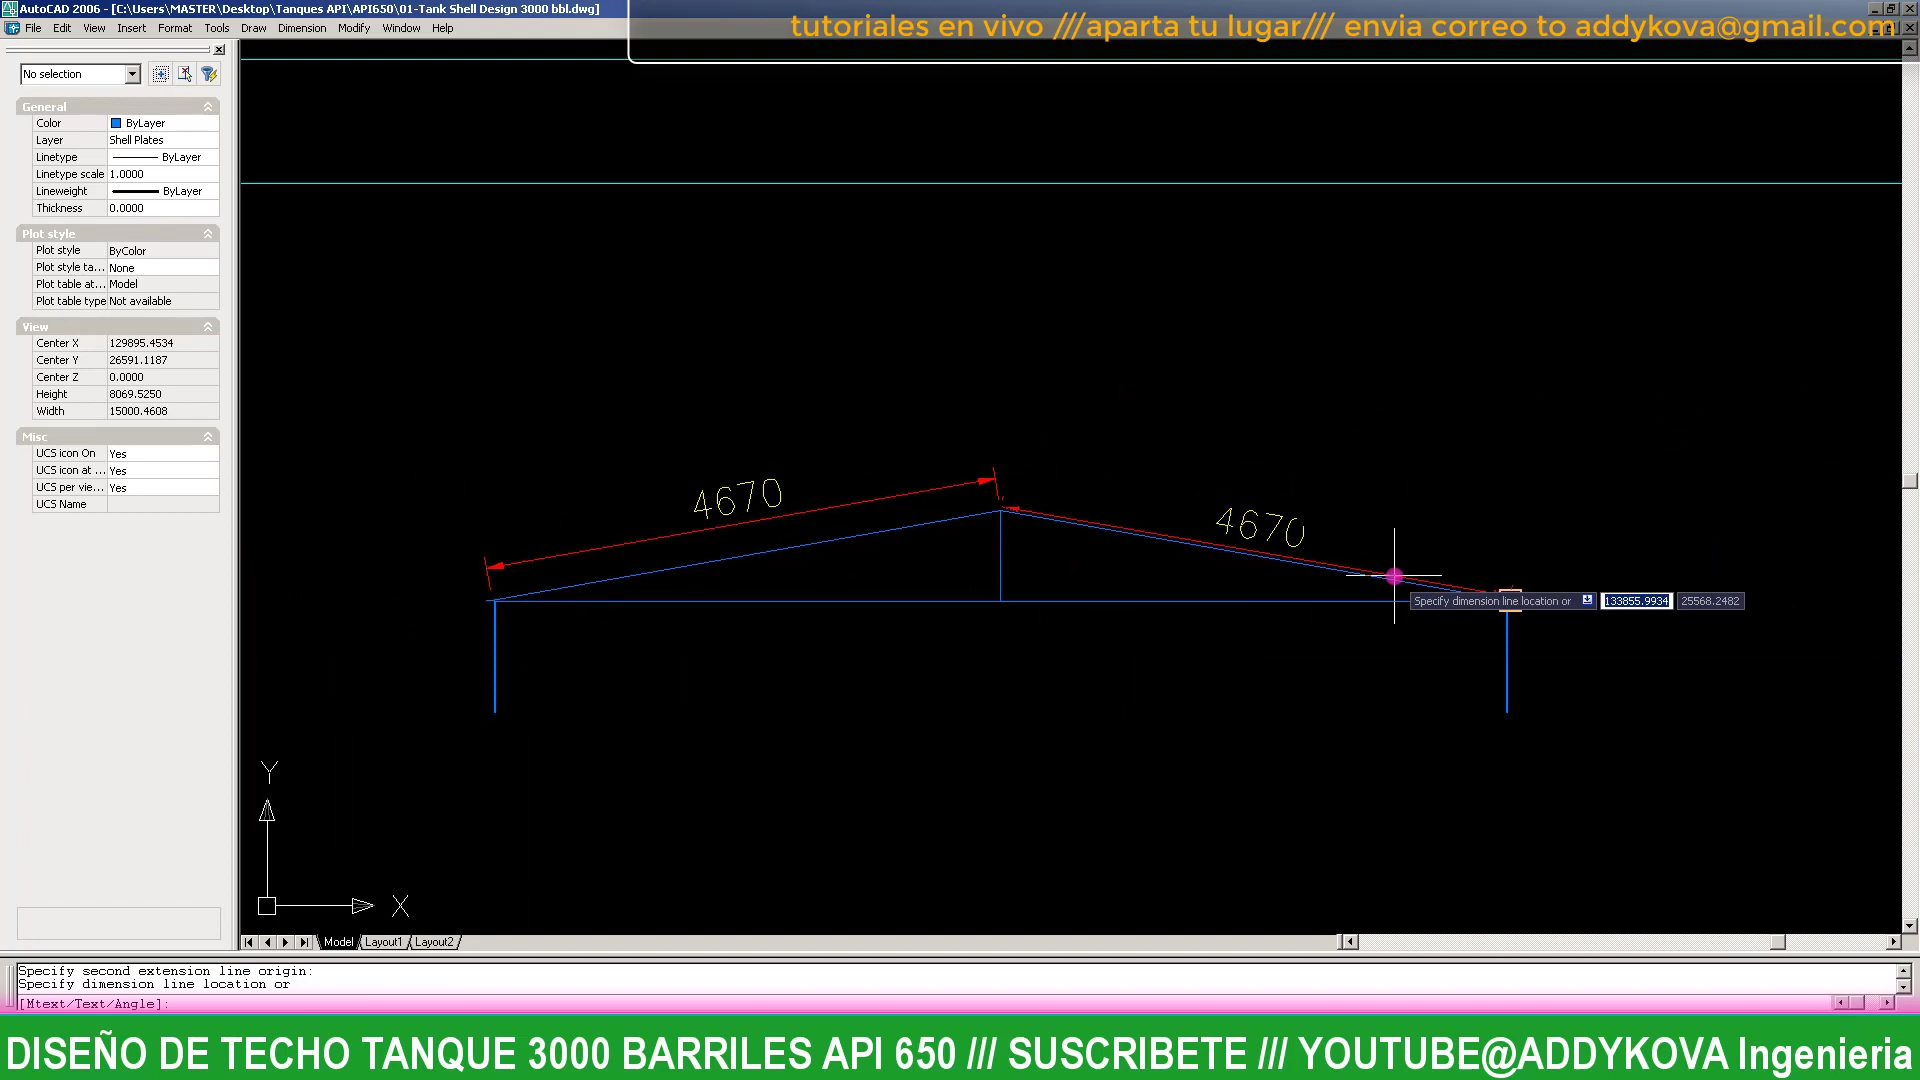 AutoCAD 2006 - [C:\Users\MASTER\Desktop\Tanques API\API650\01-Tank Shell Design 3000 bbl.dwg]
tutoriales en vivo ///aparta tu lugar/// envia correo to addykova@gmail.com
File Edit View Insert Format Tools Draw Dimension Modify Window Help
No selection
General
Color ByLayer
Layer Shell Plates
Linetype ByLayer
Linetype scale 1.0000
Lineweight ByLayer
Thickness 0.0000
Plot style
Plot style ByColor
Plot style ta... None
Plot table at... Model
Plot table type Not available
View
Center X 129895.4534
Center Y 26591.1187
Center Z 0.0000
Height 8069.5250
Width 15000.4608
Misc
UCS icon On Yes
UCS icon at ... Yes
UCS per vie... Yes
UCS Name
4670
4670
Specify dimension line location or 133855.9934 25568.2482
Y
X
Model Layout1 Layout2
Specify second extension line origin:
Specify dimension line location or
[Mtext/Text/Angle]:
DISEÑO DE TECHO TANQUE 3000 BARRILES API 650 /// SUSCRIBETE /// YOUTUBE@ADDYKOVA Ingenieria